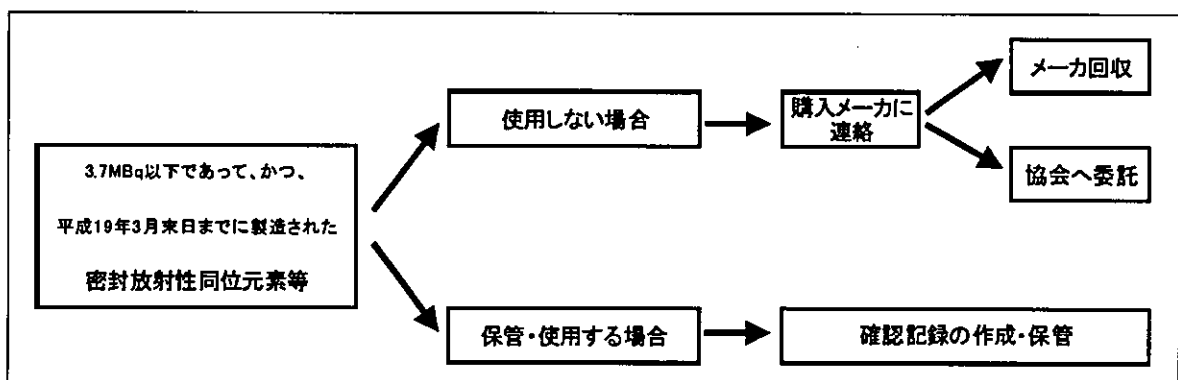 3.7MBq以下であって、かつ、
平成19年3月末日までに製造された
密封放射性同位元素等
使用しない場合
購入メーカに
連絡
メーカ回収
協会へ委託
保管・使用する場合
確認記録の作成・保管